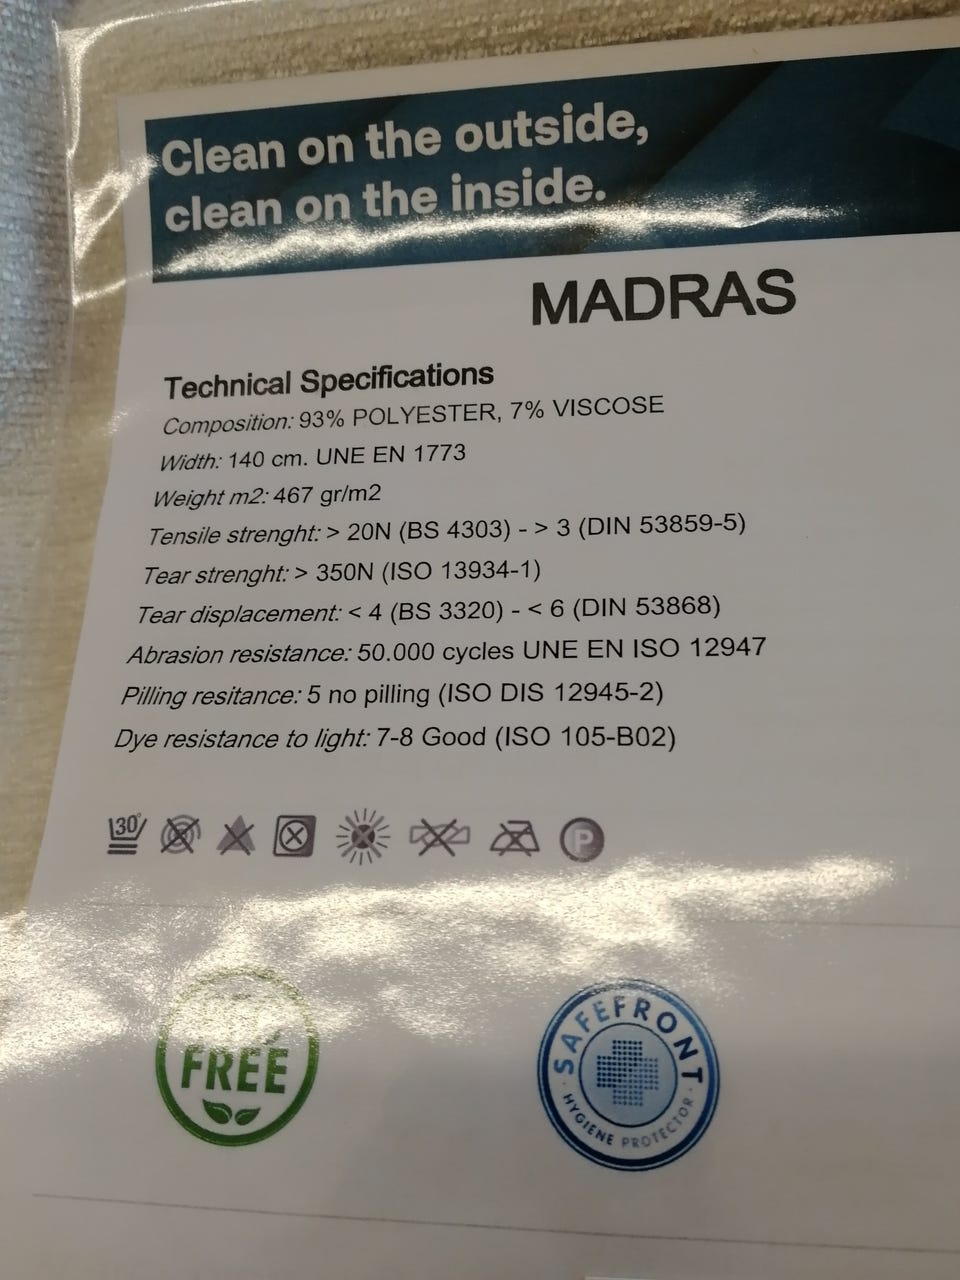 Clean on the outside,
clean on the inside.
MADRAS
Technical Specifications
Composition: 93% POLYESTER, 7% VISCOSE
Width: 140 cm. UNE EN 1773
Weight m2: 467 gr/m2
Tensile strenght: > 20N (BS 4303) - > 3 (DIN 53859-5)
Tear strenght: > 350N (ISO 13934-1)
Tear displacement: < 4 (BS 3320) - < 6 (DIN 53868)
Abrasion resistance: 50.000 cycles UNE EN ISO 12947
Pilling resitance: 5 no pilling (ISO DIS 12945-2)
Dye resistance to light: 7-8 Good (ISO 105-B02)
30° P
FREE
SAFEFRONT
· HYGIENE PROTECTOR ·